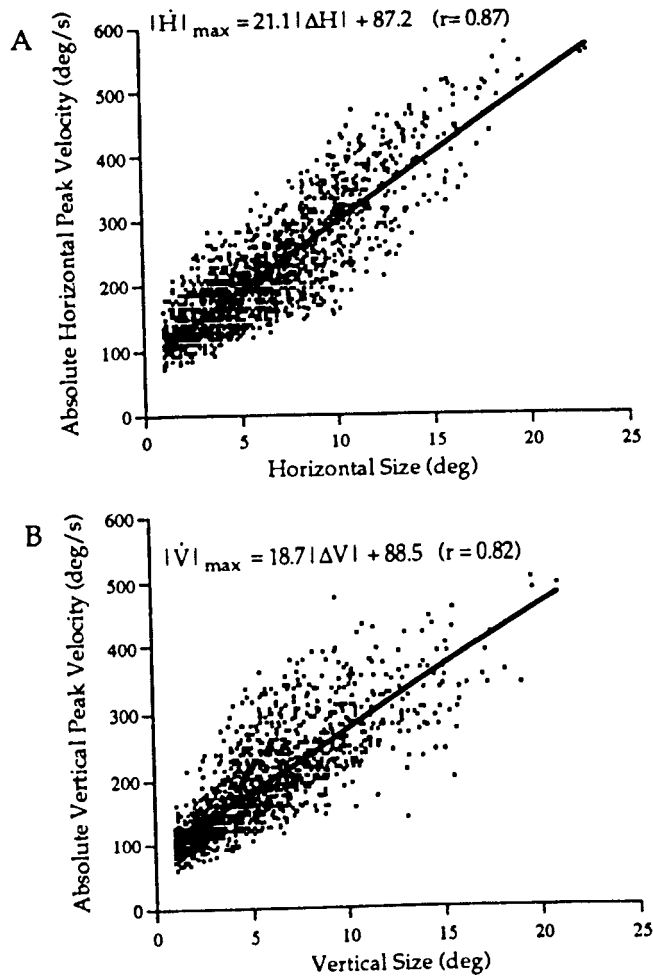 A
|Ḣ| max = 21.1|ΔH| + 87.2 (r= 0.87)
Absolute Horizontal Peak Velocity (deg/s)
600
500
400
300
200
100
0
0 5 10 15 20 25
Horizontal Size (deg)
B
|V̇| max = 18.7|ΔV| + 88.5 (r = 0.82)
Absolute Vertical Peak Velocity (deg/s)
600
500
400
300
200
100
0
0 5 10 15 20 25
Vertical Size (deg)